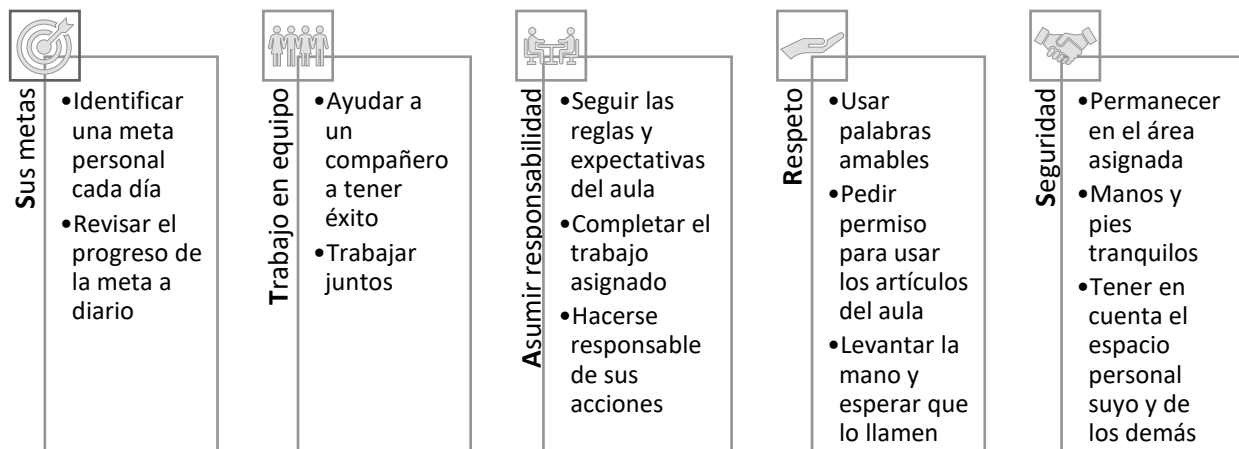 Sus metas
•Identificar
una meta
personal
cada día
•Revisar el
progreso de
la meta a
diario
Trabajo en equipo
•Ayudar a
un
compañero
a tener
éxito
•Trabajar
juntos
Asumir responsabilidad
•Seguir las
reglas y
expectativas
del aula
•Completar el
trabajo
asignado
•Hacerse
responsable
de sus
acciones
Respeto
•Usar
palabras
amables
•Pedir
permiso
para usar
los artículos
del aula
•Levantar la
mano y
esperar que
lo llamen
Seguridad
•Permanecer
en el área
asignada
•Manos y
pies
tranquilos
•Tener en
cuenta el
espacio
personal
suyo y de
los demás